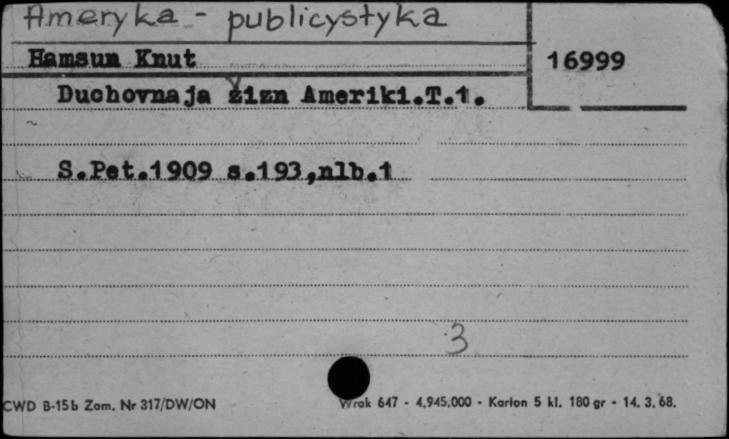 Ameryka - publicystyka
Hamsun Knut
16999
Duchovnaja žizn Ameriki.T.1.
S.Pet.1909 s.193,nlb.1
3
CWD B-15b Zam. Nr 317/DW/ON
Wrak 647 - 4.945.000 - Karton 5 kl. 180 gr - 14. 3. 68.